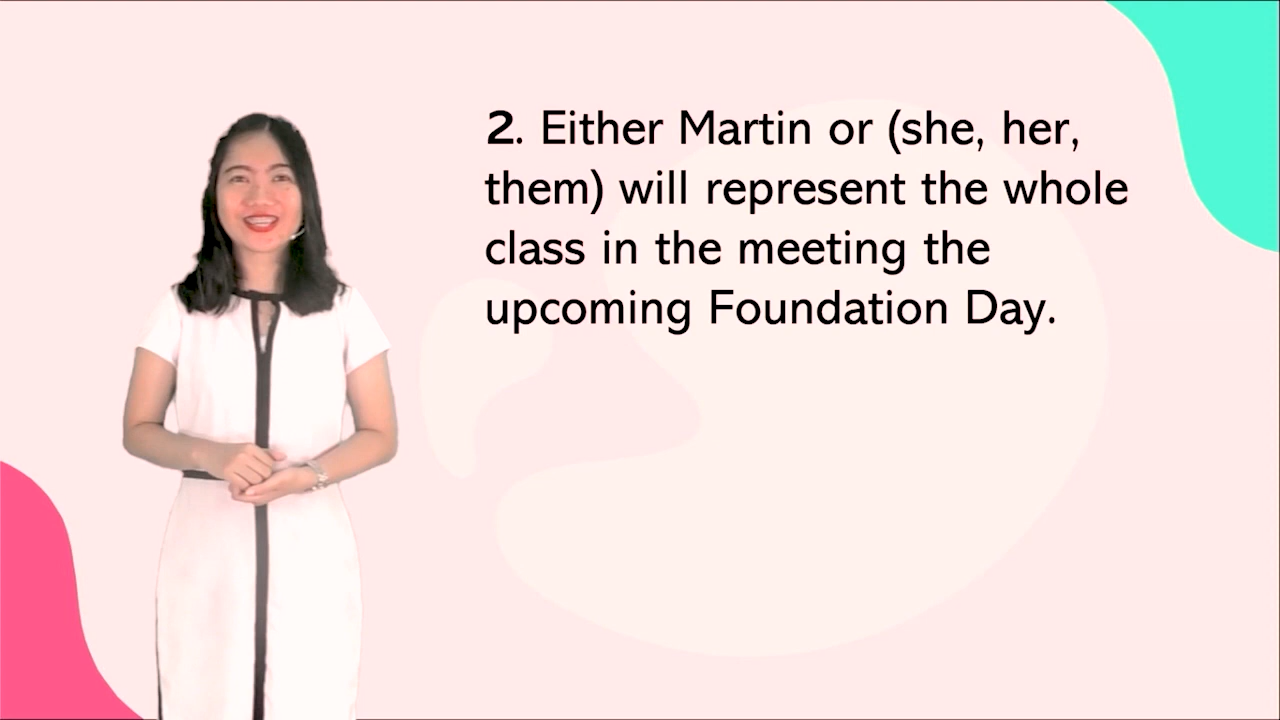 2. Either Martin or (she, her,
them) will represent the whole
class in the meeting the
upcoming Foundation Day.